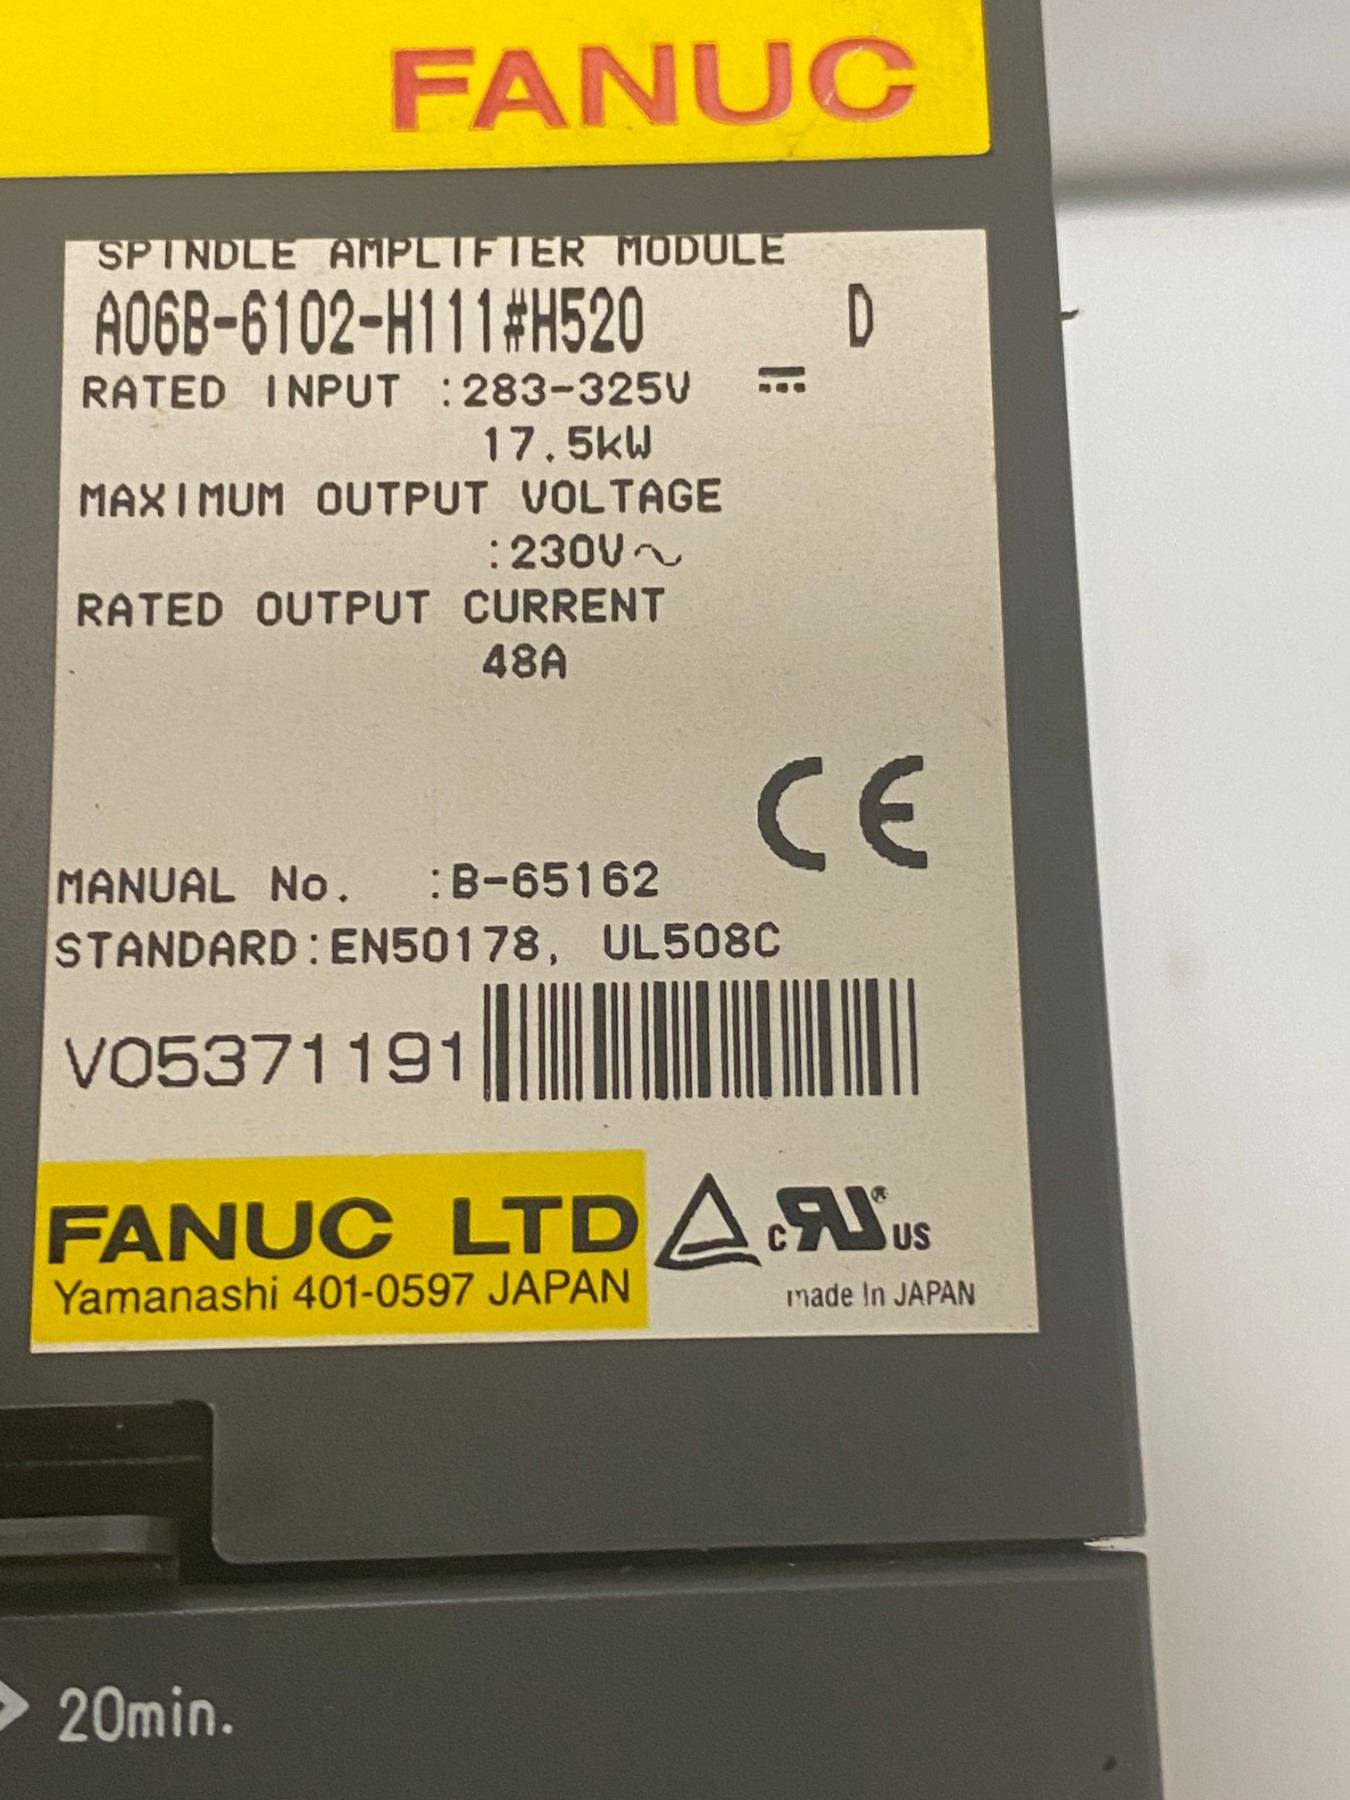 FANUC
SPINDLE AMPLIFIER MODULE
A06B-6102-H111#H520 D
RATED INPUT :283-325V ⎓
17.5kW
MAXIMUM OUTPUT VOLTAGE
:230V∼
RATED OUTPUT CURRENT
48A
CE
MANUAL No. :B-65162
STANDARD:EN50178, UL508C
V05371191
FANUC LTD
Yamanashi 401-0597 JAPAN
c RU ® US
made In JAPAN
20min.